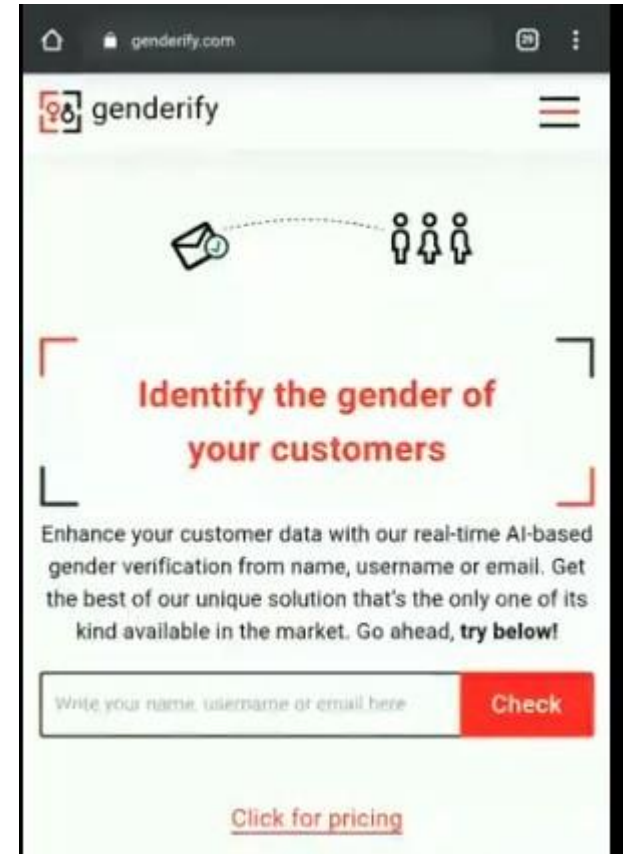 genderify.com
29
genderify
Identify the gender of
your customers
Enhance your customer data with our real-time AI-based
gender verification from name, username or email. Get
the best of our unique solution that's the only one of its
kind available in the market. Go ahead, try below!
Write your name, username or email here
Check
Click for pricing